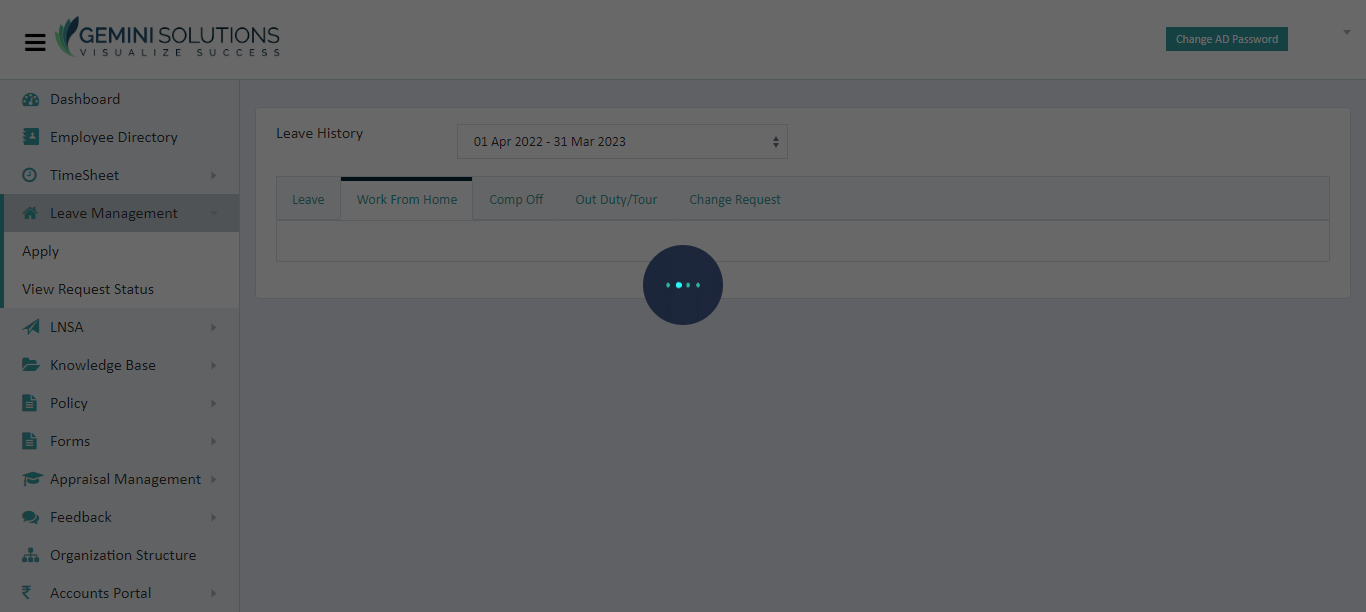 GEMINI SOLUTIONS
VISUALIZE SUCCESS
Change AD Password
Dashboard
Employee Directory
TimeSheet
Leave Management
Apply
View Request Status
LNSA
Knowledge Base
Policy
Forms
Appraisal Management
Feedback
Organization Structure
₹ Accounts Portal
Leave History
01 Apr 2022 - 31 Mar 2023
Leave Work From Home Comp Off Out Duty/Tour Change Request